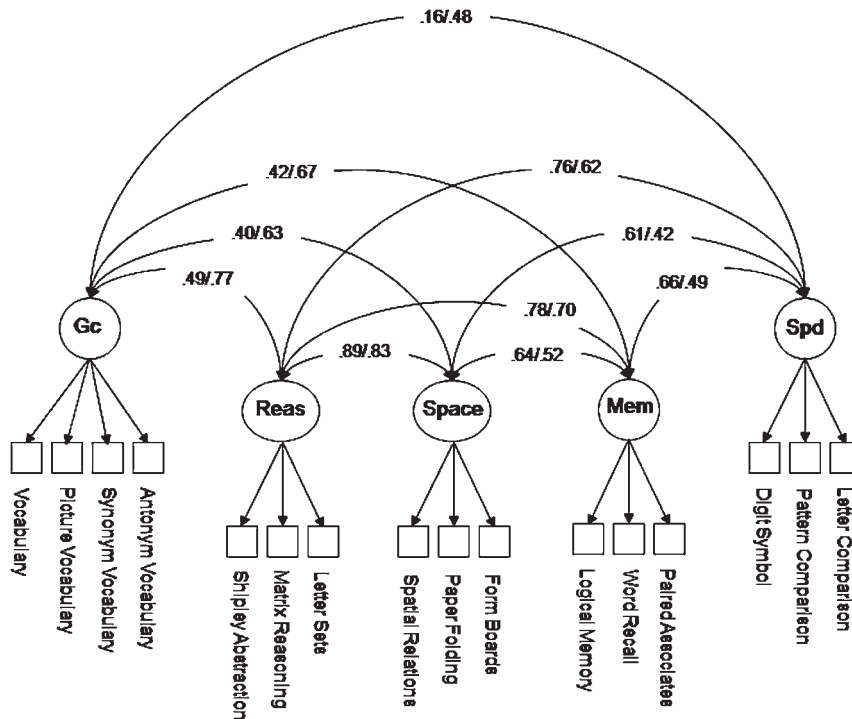 .16/.48
.42/.67
.76/.62
.40/.63
.61/.42
.49/.77
.66/.49
.78/.70
.89/.83
.64/.52
Gc
Spd
Reas
Space
Mem
Vocabulary
Picture Vocabulary
Synonym Vocabulary
Antonym Vocabulary
Shipley Abstraction
Matrix Reasoning
Letter Sets
Spatial Relations
Paper Folding
Form Boards
Logical Memory
Word Recall
Paired Associates
Digit Symbol
Pattern Comparison
Letter Comparison